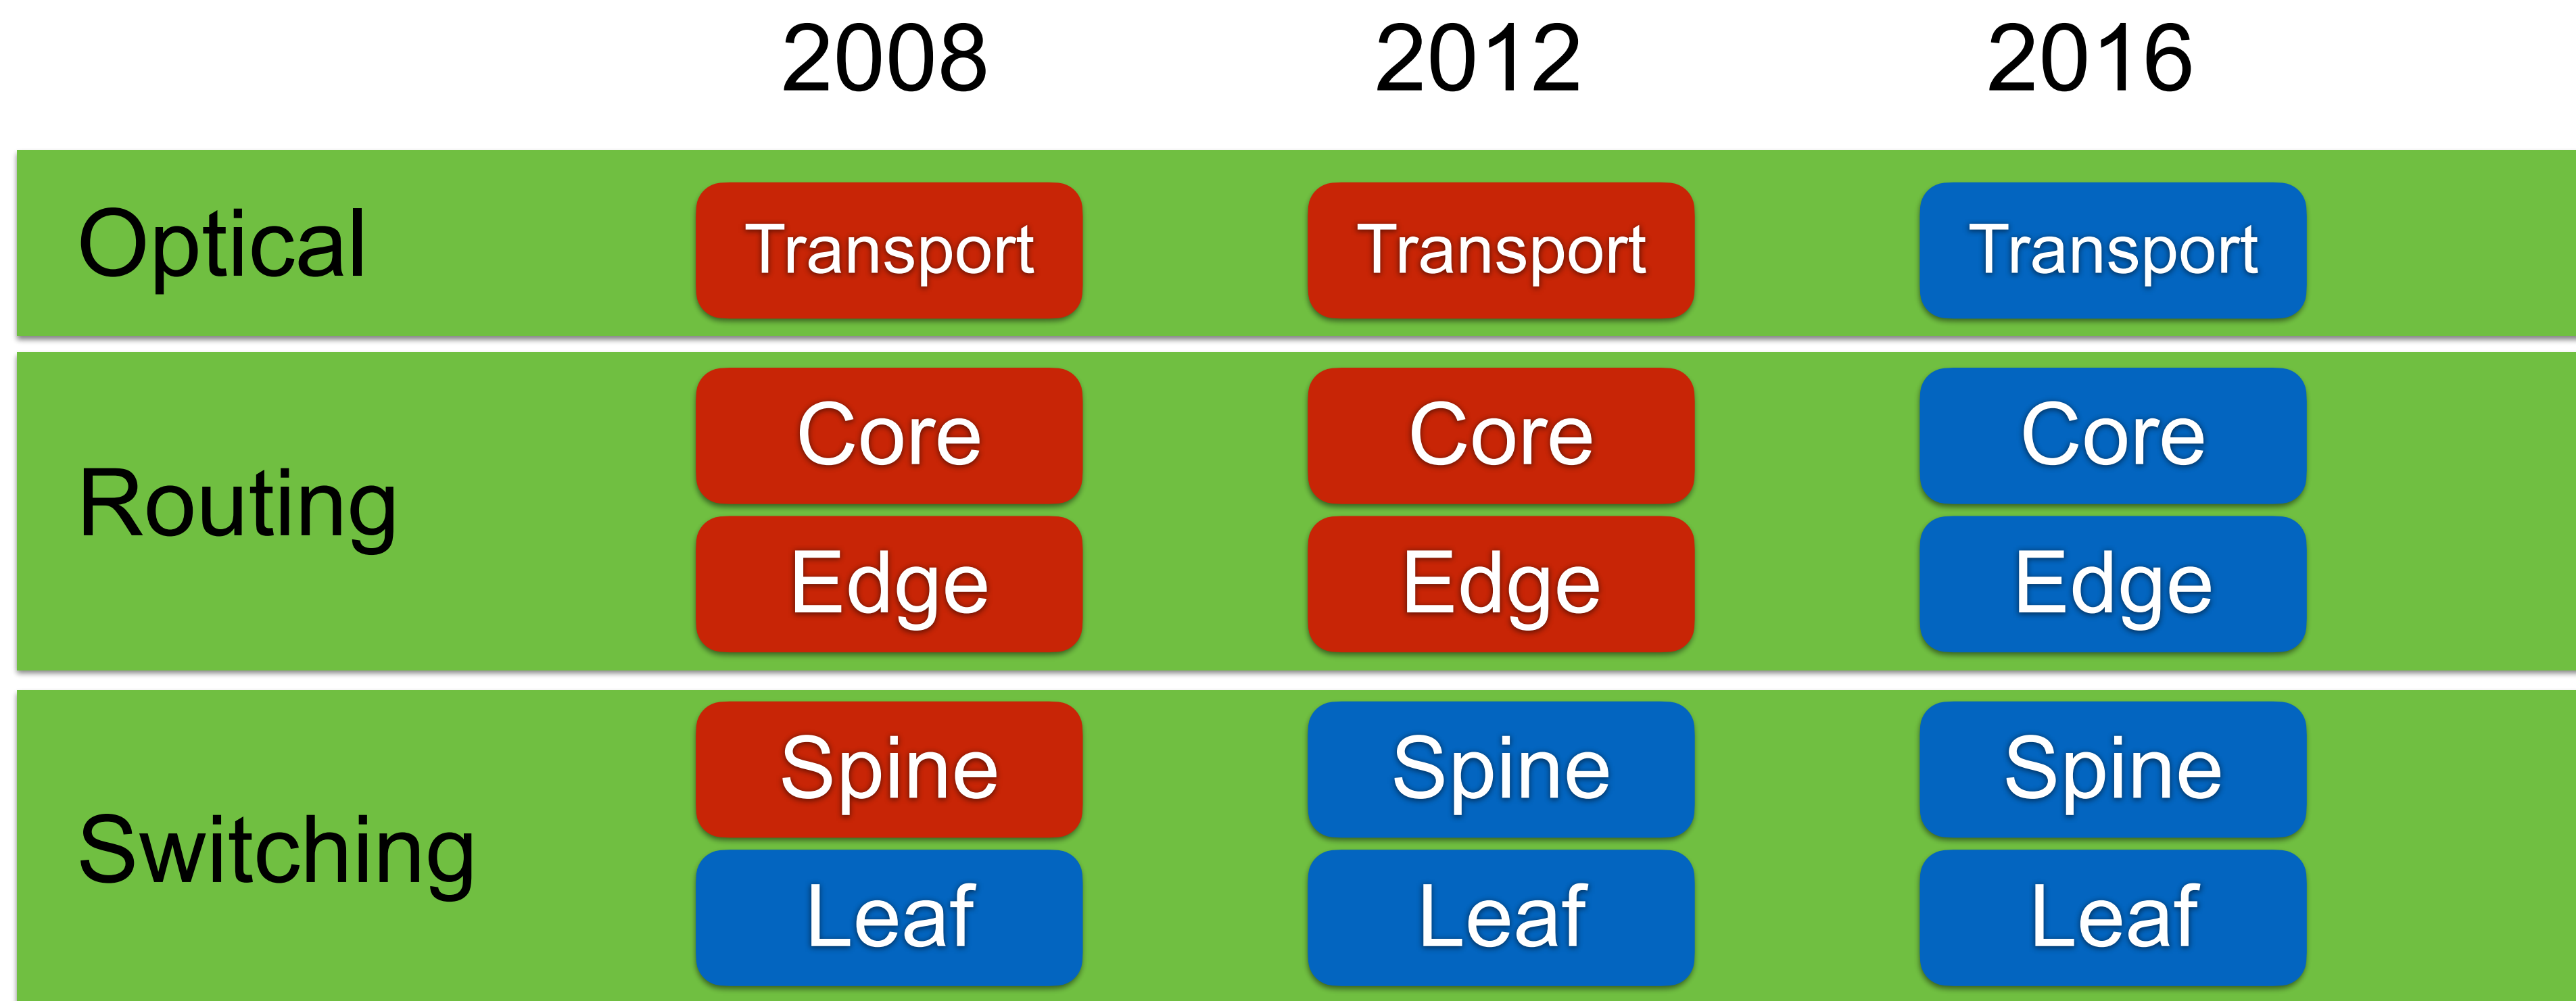 2008 2012 2016
Optical Transport Transport Transport
Routing
Core Core Core
Edge Edge Edge
Switching
Spine Spine Spine
Leaf Leaf Leaf